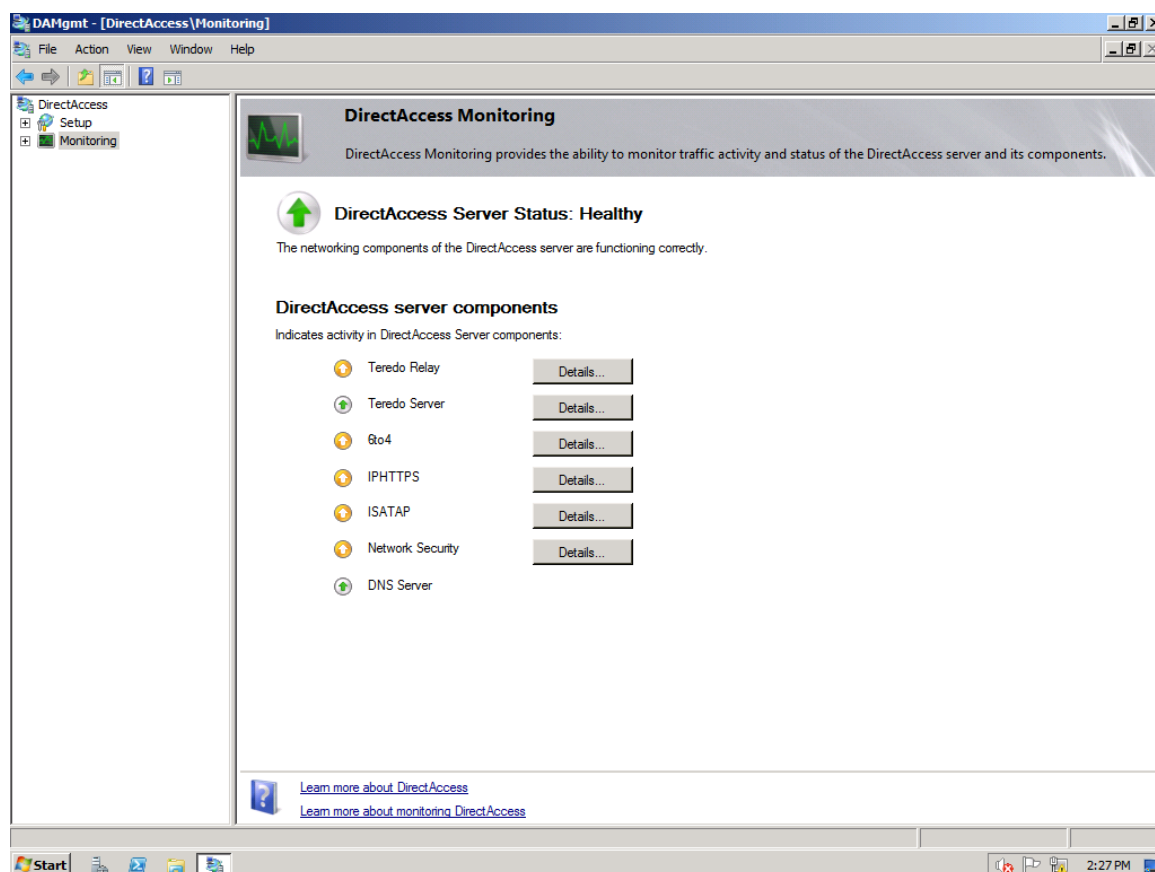 DAMgmt - [DirectAccess\Monitoring]
File Action View Window Help
DirectAccess
Setup
Monitoring
DirectAccess Monitoring
DirectAccess Monitoring provides the ability to monitor traffic activity and status of the DirectAccess server and its components.
DirectAccess Server Status: Healthy
The networking components of the DirectAccess server are functioning correctly.
DirectAccess server components
Indicates activity in DirectAccess Server components:
Teredo Relay Details...
Teredo Server Details...
6to4 Details...
IPHTTPS Details...
ISATAP Details...
Network Security Details...
DNS Server
Learn more about DirectAccess
Learn more about monitoring DirectAccess
Start 2:27 PM